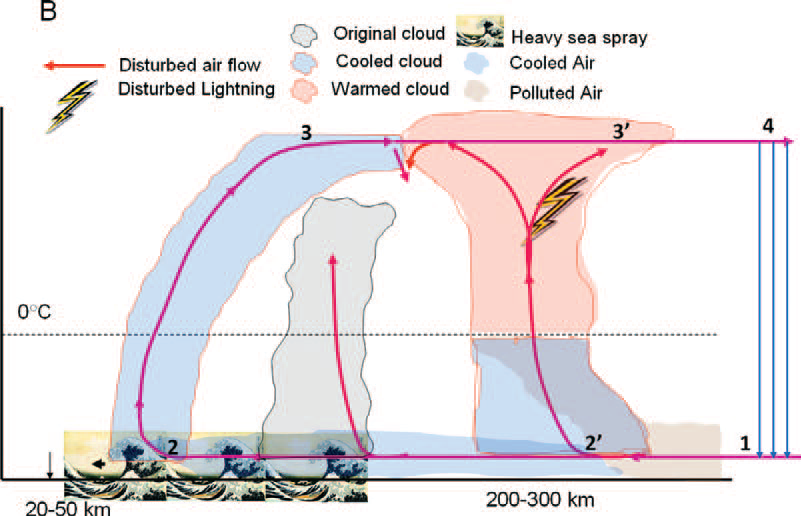 B
Original cloud
Heavy sea spray
Disturbed air flow
Cooled cloud
Cooled Air
Disturbed Lightning
Warmed cloud
Polluted Air
3
3’
4
0°C
2
2’
1
20-50 km
200-300 km